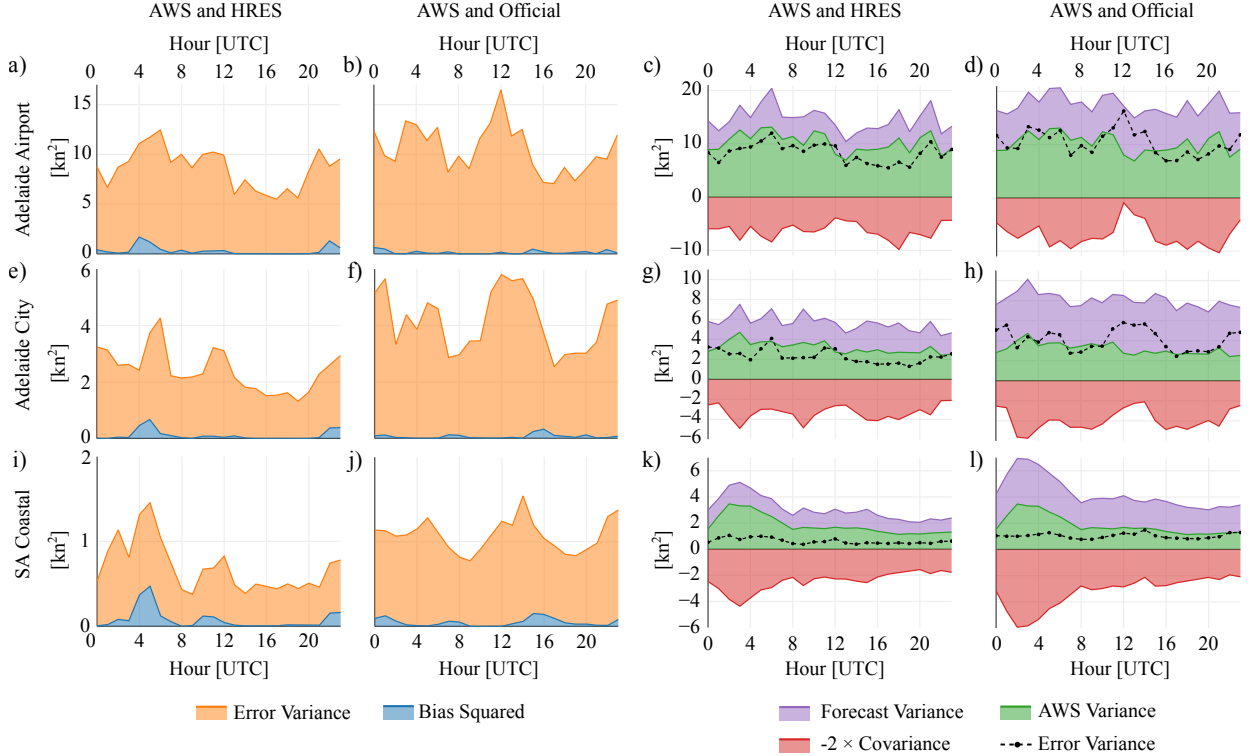 AWS and HRES AWS and Official AWS and HRES AWS and Official
Hour [UTC] Hour [UTC] Hour [UTC] Hour [UTC]
a) 0 4 8 12 16 20 b) 0 4 8 12 16 20 c) 0 4 8 12 16 20 d) 0 4 8 12 16 20
Adelaide Airport
[kn²] 15 10 5 0
[kn²] 20 10 0 −10
e) f) g) h)
Adelaide City
[kn²] 6 4 2 0
[kn²] 10 8 6 4 2 0 −2 −4 −6
i) j) k) l)
SA Coastal
[kn²] 2 1 0
[kn²] 6 4 2 0 −2 −4 −6
0 4 8 12 16 20 0 4 8 12 16 20 0 4 8 12 16 20 0 4 8 12 16 20
Hour [UTC] Hour [UTC] Hour [UTC] Hour [UTC]
Error Variance Bias Squared Forecast Variance AWS Variance
-2 × Covariance Error Variance